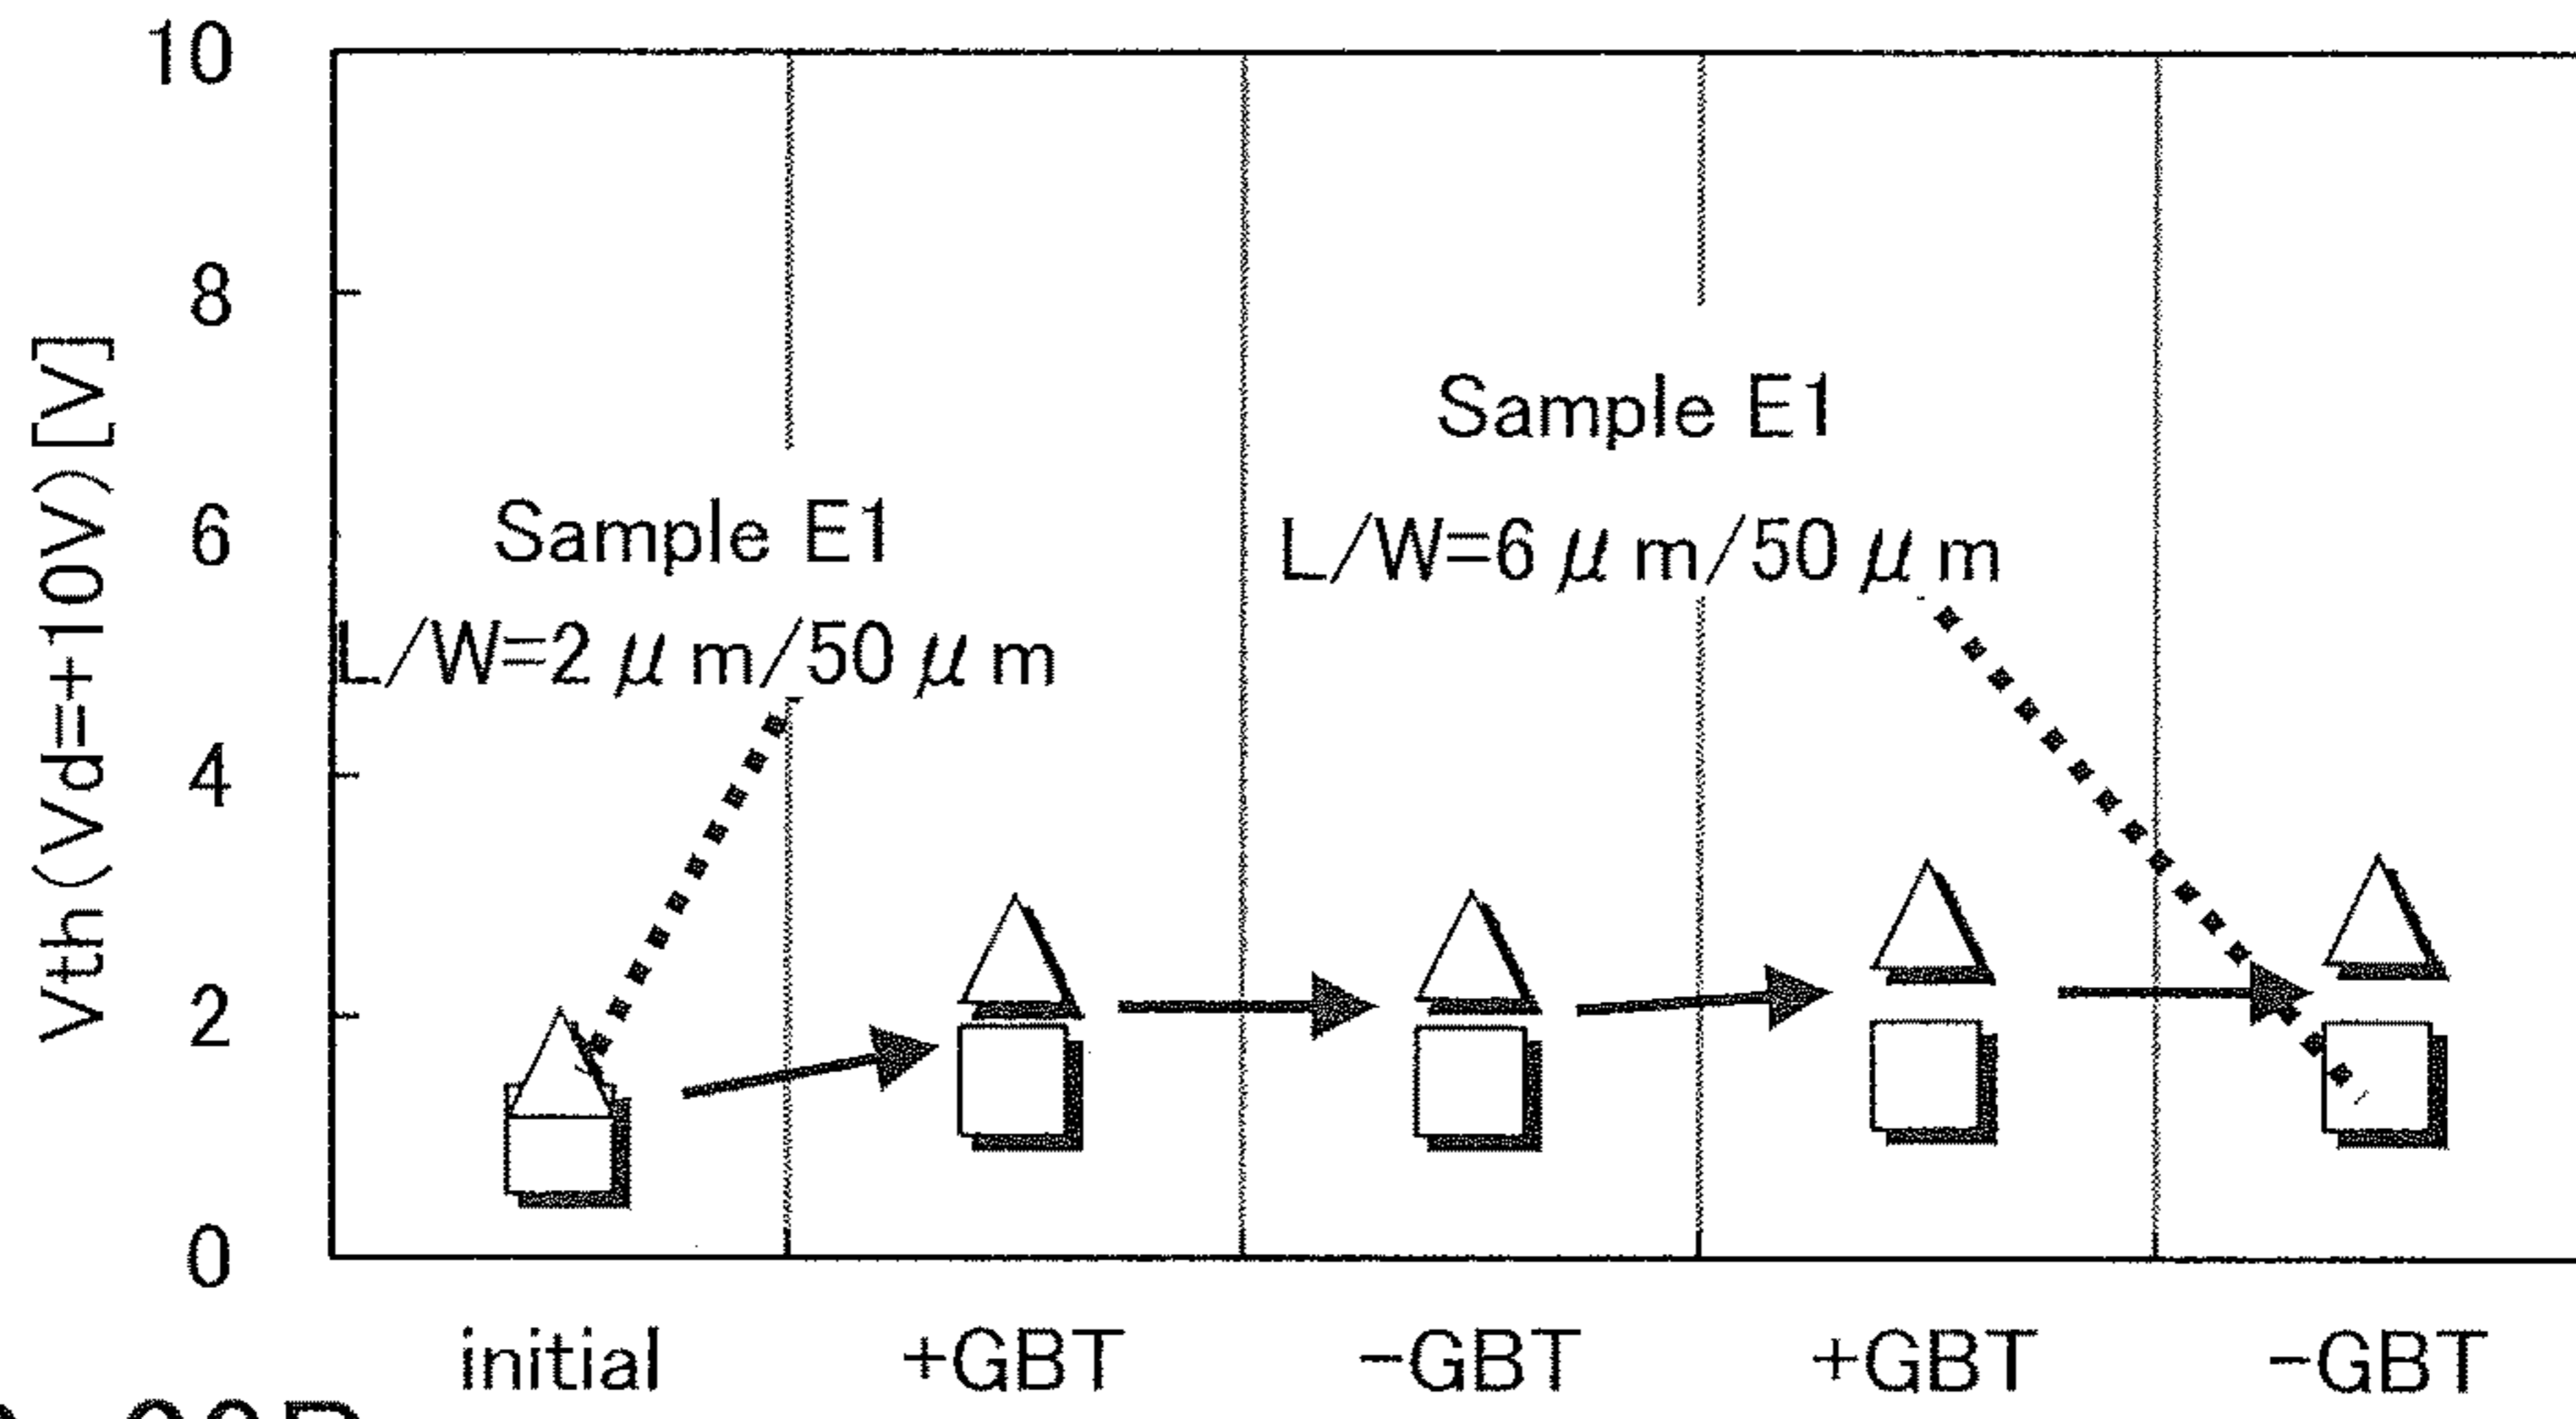 Vth(Vd=+10V)[V]
10
8
6
4
2
0
Sample E1
L/W=2μm/50μm
Sample E1
L/W=6μm/50μm
initial +GBT -GBT +GBT -GBT